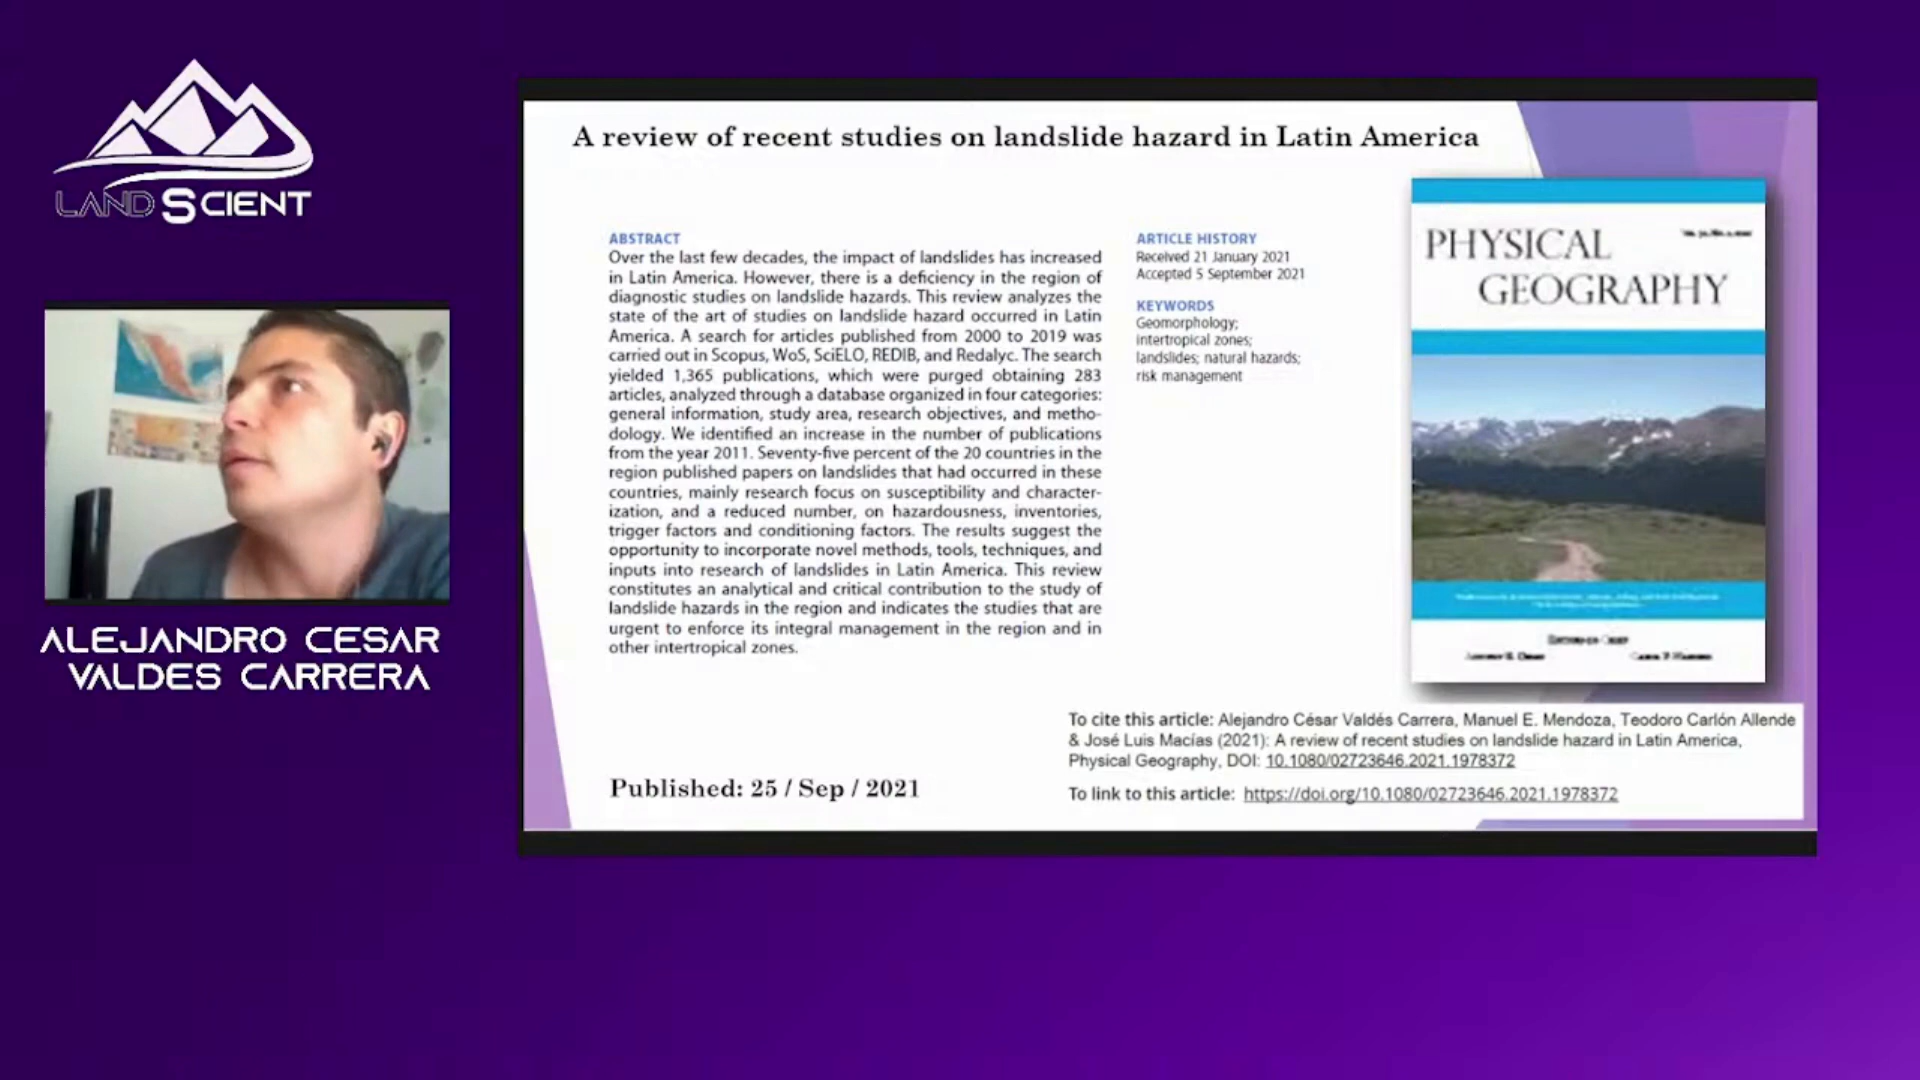 LANDSCIENT
ALEJANDRO CESAR
VALDES CARRERA
A review of recent studies on landslide hazard in Latin America
ABSTRACT
Over the last few decades, the impact of landslides has increased
in Latin America. However, there is a deficiency in the region of
diagnostic studies on landslide hazards. This review analyzes the
state of the art of studies on landslide hazard occurred in Latin
America. A search for articles published from 2000 to 2019 was
carried out in Scopus, WoS, SciELO, REDIB, and Redalyc. The search
yielded 1,365 publications, which were purged obtaining 283
articles, analyzed through a database organized in four categories:
general information, study area, research objectives, and metho-
dology. We identified an increase in the number of publications
from the year 2011. Seventy-five percent of the 20 countries in the
region published papers on landslides that had occurred in these
countries, mainly research focus on susceptibility and character-
ization, and a reduced number, on hazardousness, inventories,
trigger factors and conditioning factors. The results suggest the
opportunity to incorporate novel methods, tools, techniques, and
inputs into research of landslides in Latin America. This review
constitutes an analytical and critical contribution to the study of
landslide hazards in the region and indicates the studies that are
urgent to enforce its integral management in the region and in
other intertropical zones.
ARTICLE HISTORY
Received 21 January 2021
Accepted 5 September 2021
KEYWORDS
Geomorphology;
intertropical zones;
landslides; natural hazards;
risk management
PHYSICAL
GEOGRAPHY
Published: 25 / Sep / 2021
To cite this article: Alejandro César Valdés Carrera, Manuel E. Mendoza, Teodoro Carlón Allende
& José Luis Macías (2021): A review of recent studies on landslide hazard in Latin America,
Physical Geography, DOI: 10.1080/02723646.2021.1978372
To link to this article: https://doi.org/10.1080/02723646.2021.1978372